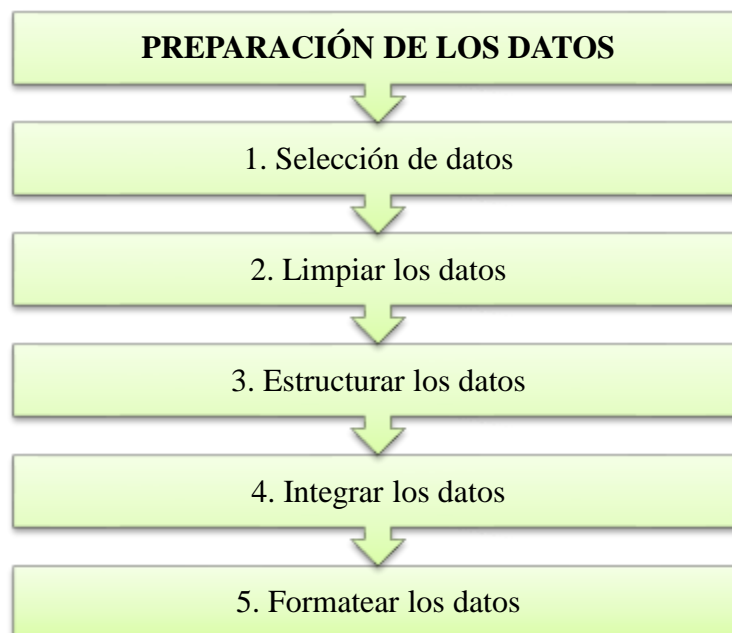 PREPARACIÓN DE LOS DATOS
1. Selección de datos
2. Limpiar los datos
3. Estructurar los datos
4. Integrar los datos
5. Formatear los datos